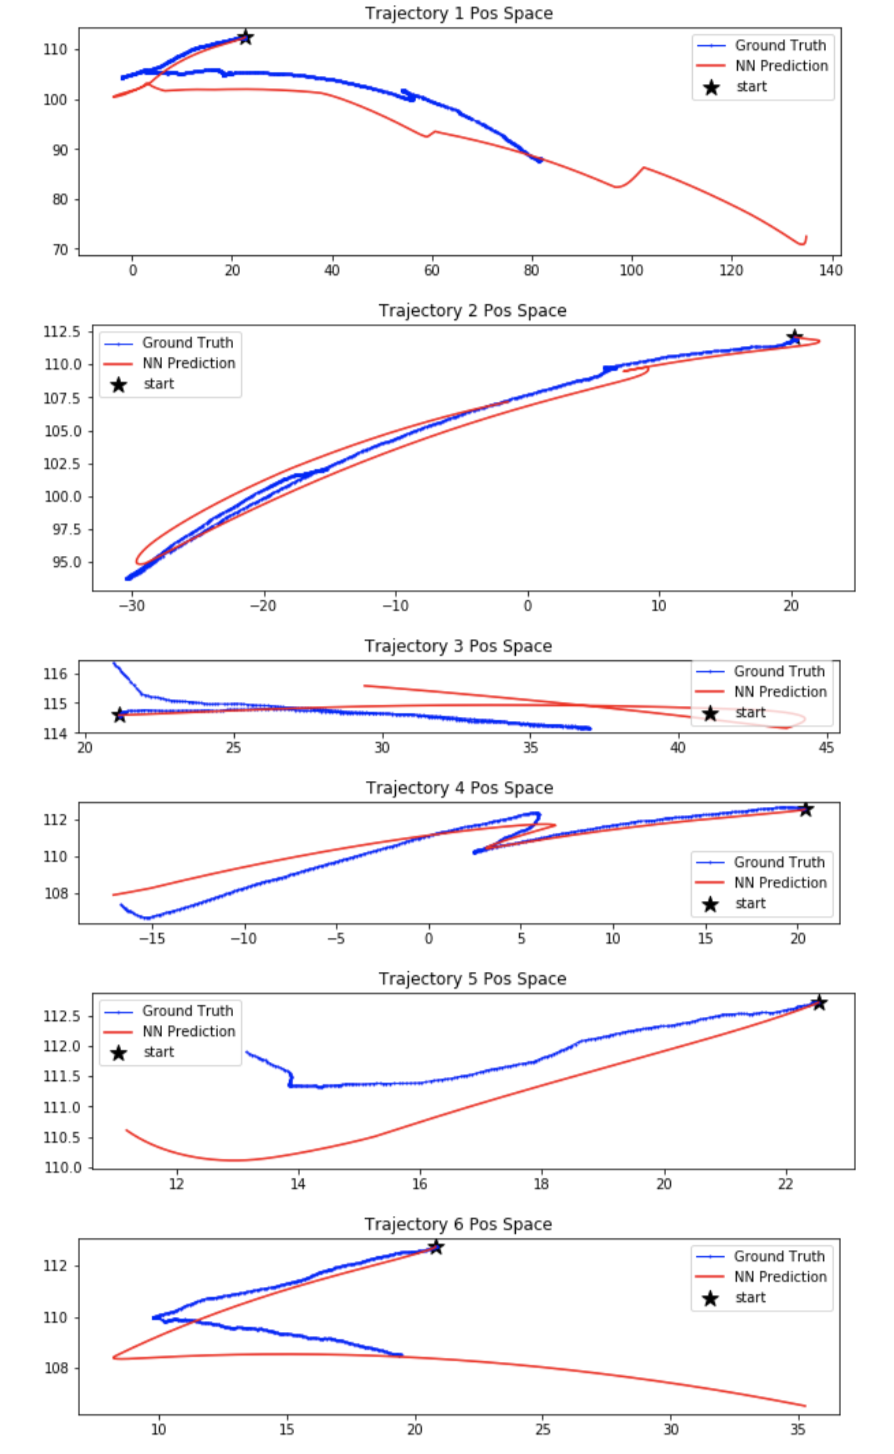 Trajectory 1 Pos Space
Ground Truth
NN Prediction
start
110
100
90
80
70
0 20 40 60 80 100 120 140
Trajectory 2 Pos Space
Ground Truth
NN Prediction
start
112.5
110.0
107.5
105.0
102.5
100.0
97.5
95.0
−30 −20 −10 0 10 20
Trajectory 3 Pos Space
Ground Truth
NN Prediction
start
116
115
114
20 25 30 35 40 45
Trajectory 4 Pos Space
112
110
108
Ground Truth
NN Prediction
start
−15 −10 −5 0 5 10 15 20
Trajectory 5 Pos Space
Ground Truth
NN Prediction
start
112.5
112.0
111.5
111.0
110.5
110.0
12 14 16 18 20 22
Trajectory 6 Pos Space
Ground Truth
NN Prediction
start
112
110
108
10 15 20 25 30 35